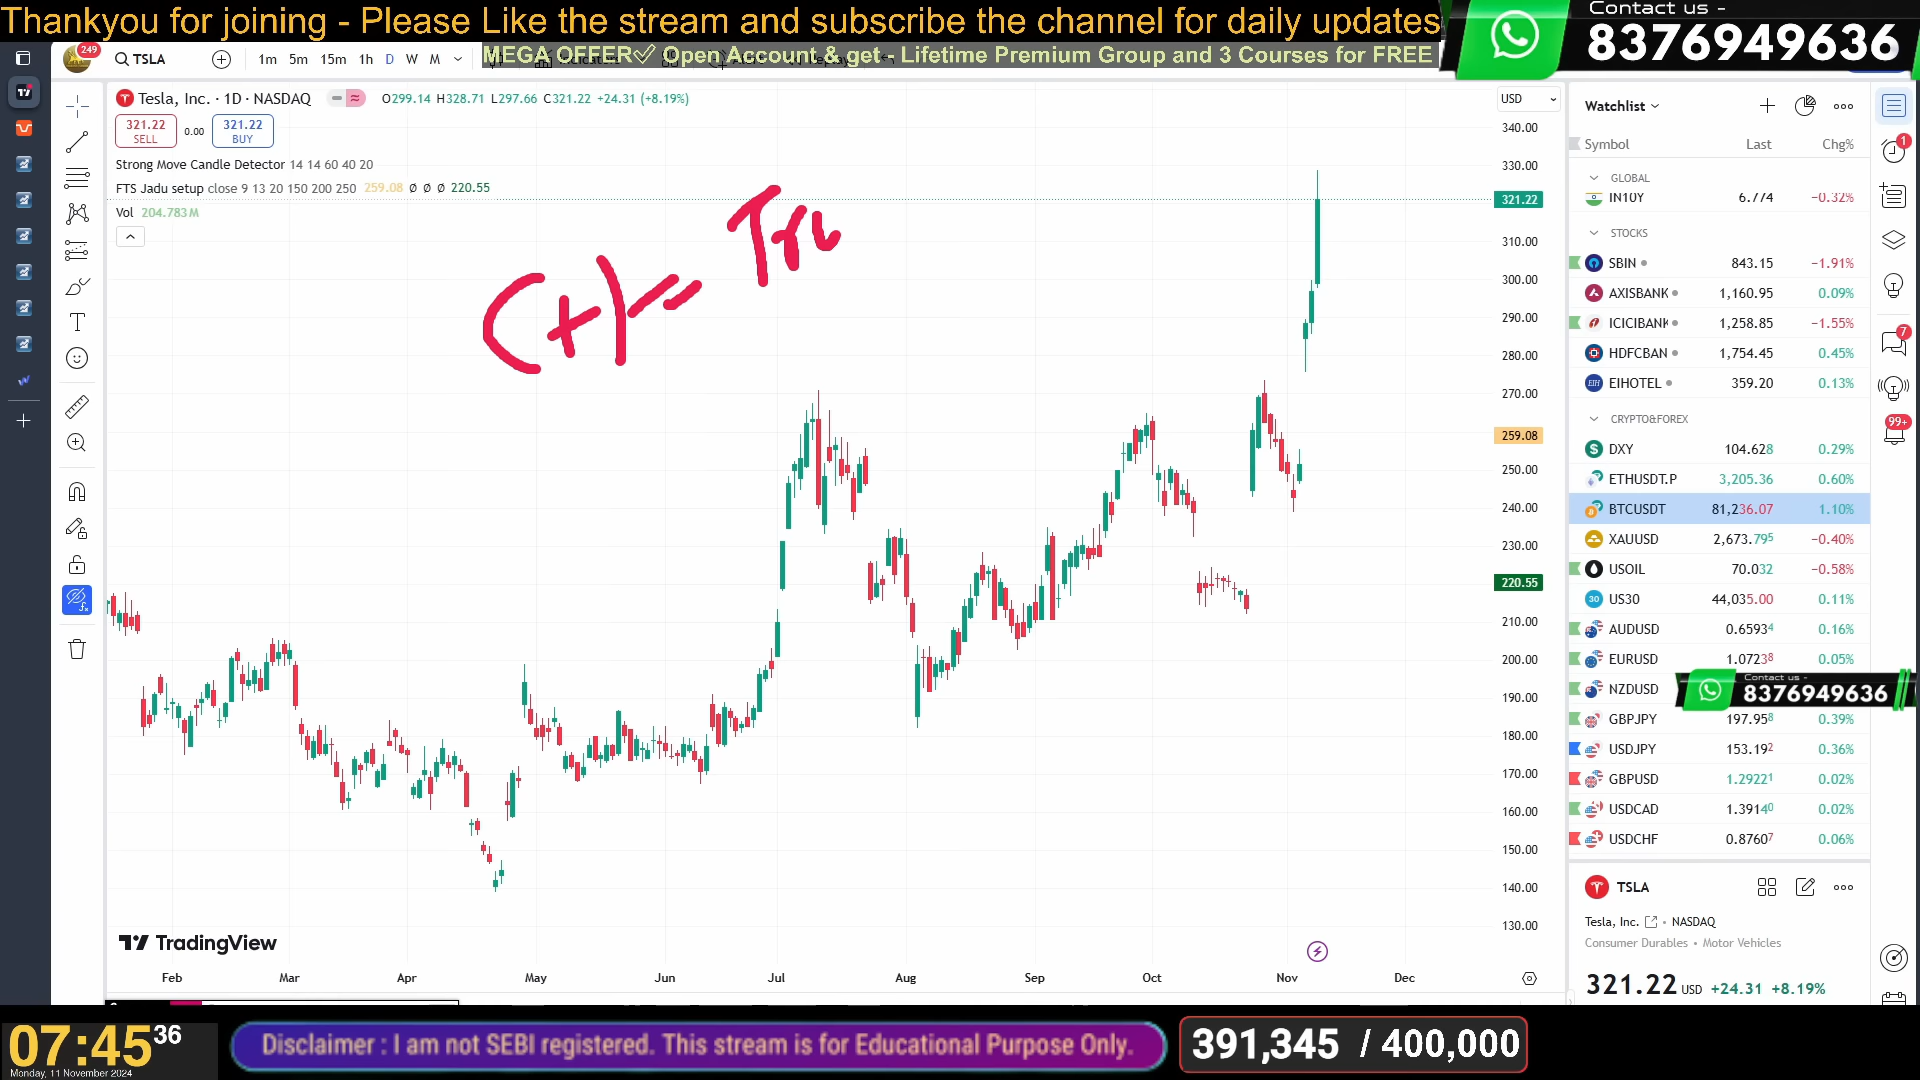 Thankyou for joining - Please Like the stream and subscribe the channel for daily updates
Contact us -
8376949636
MEGA OFFER✓ Open Account & get - Lifetime Premium Group and 3 Courses for FREE
249
TSLA
1m 5m 15m 1h D W M
Tesla, Inc. · 1D · NASDAQ
O299.14 H328.71 L297.66 C321.22 +24.31 (+8.19%)
321.22 SELL
0.00
321.22 BUY
Strong Move Candle Detector 14 14 60 40 20
FTS Jadu setup close 9 13 20 150 200 250 259.08 Ø Ø Ø 220.55
Vol 204.783M
(+)= Tru
USD
340.00
330.00
321.22
310.00
300.00
290.00
280.00
270.00
259.08
250.00
240.00
230.00
220.55
210.00
200.00
190.00
180.00
170.00
160.00
150.00
140.00
130.00
TradingView
Feb Mar Apr May Jun Jul Aug Sep Oct Nov Dec
Watchlist
Symbol Last Chg%
GLOBAL
IN10Y 6.774 −0.32%
STOCKS
SBIN 843.15 −1.91%
AXISBANK 1,160.95 0.09%
ICICIBANK 1,258.85 −1.55%
HDFCBAN 1,754.45 0.45%
EIHOTEL 359.20 0.13%
CRYPTO&FOREX
DXY 104.628 0.29%
ETHUSDT.P 3,205.36 0.60%
BTCUSDT 81,236.07 1.10%
XAUUSD 2,673.795 −0.40%
USOIL 70.032 −0.58%
US30 44,035.00 0.11%
AUDUSD 0.65934 0.16%
EURUSD 1.07238 0.05%
NZDUSD
Contact us -
8376949636
GBPJPY 197.958 0.39%
USDJPY 153.192 0.36%
GBPUSD 1.29221 0.02%
USDCAD 1.39140 0.02%
USDCHF 0.87607 0.06%
TSLA
Tesla, Inc. • NASDAQ
Consumer Durables • Motor Vehicles
321.22 USD +24.31 +8.19%
1
7
99+
07:45 36
Monday, 11 November 2024
Disclaimer : I am not SEBI registered. This stream is for Educational Purpose Only.
391,345 / 400,000